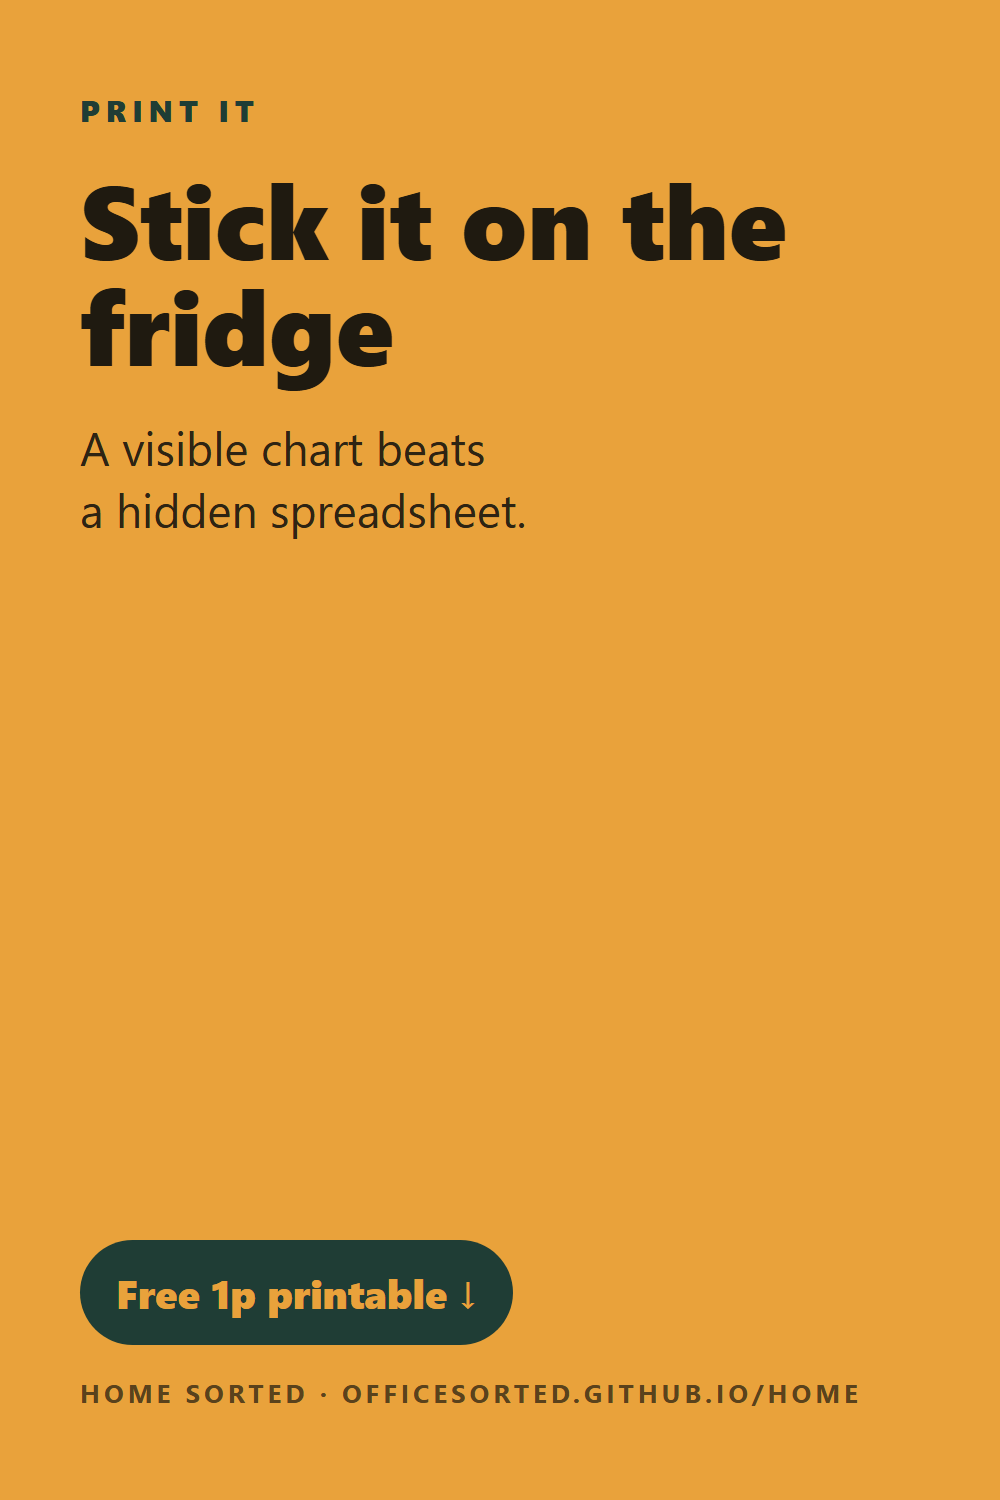 PRINT IT
Stick it on the
fridge
A visible chart beats
a hidden spreadsheet.
Free 1p printable ↓
HOME SORTED · OFFICESORTED.GITHUB.IO/HOME